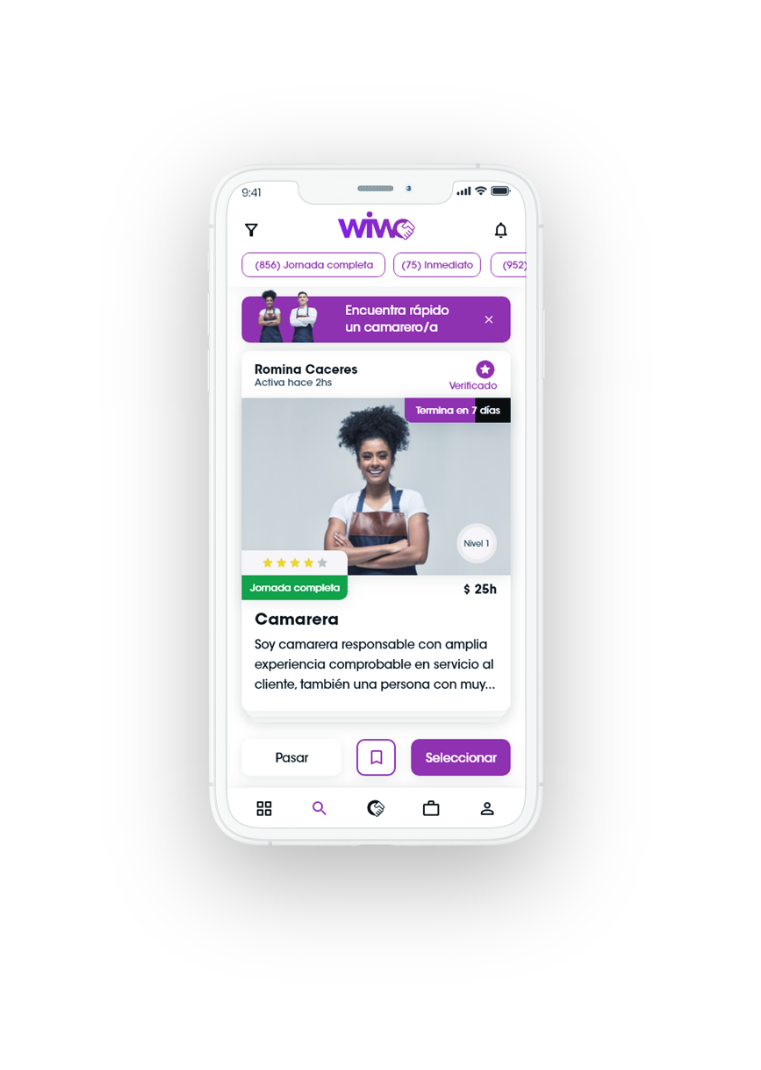 9:41
wiwo
(856) Jornada completa
(75) Inmediato
(952)
Encuentra rápido
un camarero/a
Romina Caceres
Activa hace 2hs
Verificado
Termina en 7 días
Nivel 1
Jornada completa
$ 25h
Camarera
Soy camarera responsable con amplia
experiencia comprobable en servicio al
cliente, también una persona con muy...
Pasar
Seleccionar